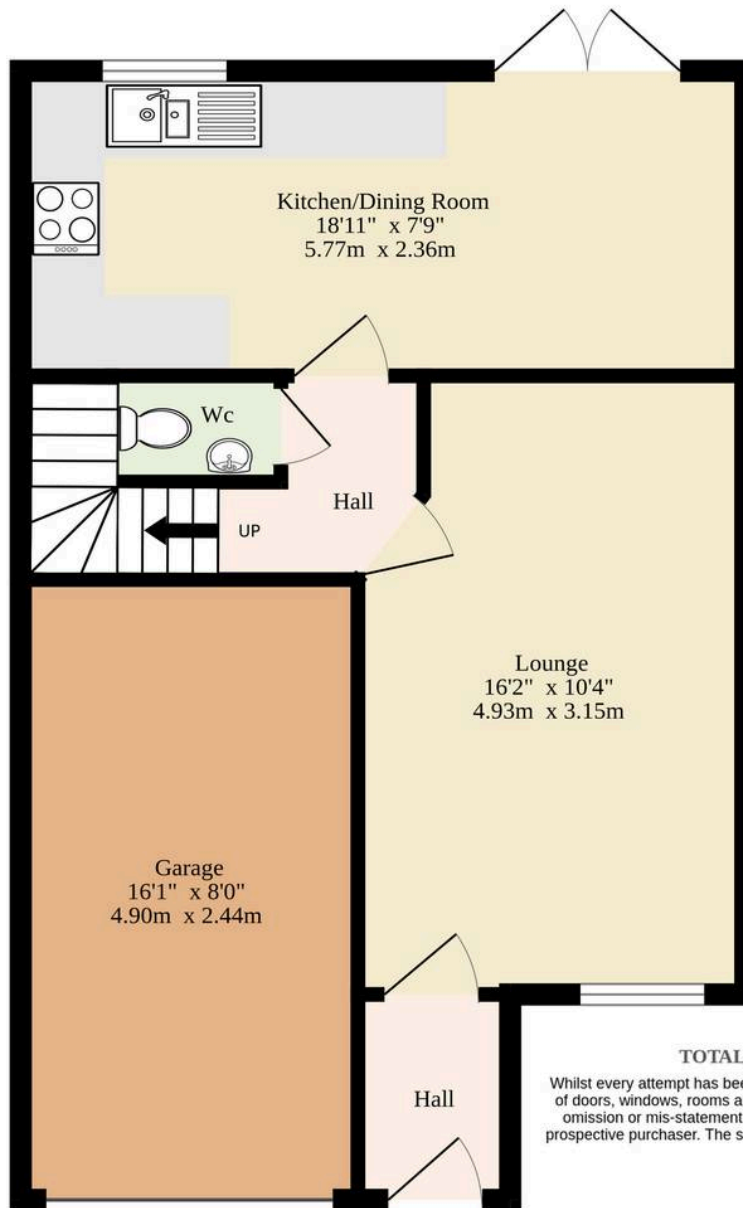 Kitchen/Dining Room
18'11" x 7'9"
5.77m x 2.36m
Wc
Hall
UP
Lounge
16'2" x 10'4"
4.93m x 3.15m
Garage
16'1" x 8'0"
4.90m x 2.44m
Hall
TOTAL
Whilst every attempt has bee
of doors, windows, rooms a
omission or mis-statement
prospective purchaser. The s